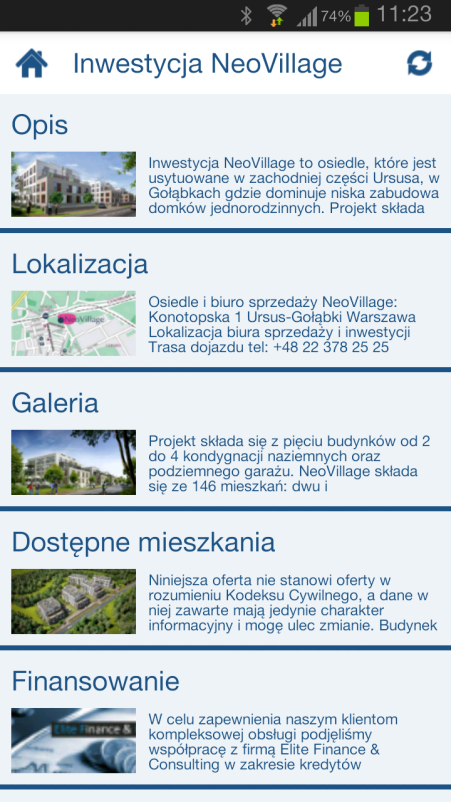 74% 11:23
Inwestycja NeoVillage
Opis
Inwestycja NeoVillage to osiedle, które jest
usytuowane w zachodniej części Ursusa, w
Gołąbkach gdzie dominuje niska zabudowa
domków jednorodzinnych. Projekt składa
Lokalizacja
NeoVillage
Osiedle i biuro sprzedaży NeoVillage:
Konotopska 1 Ursus-Gołąbki Warszawa
Lokalizacja biura sprzedaży i inwestycji
Trasa dojazdu tel: +48 22 378 25 25
Galeria
Projekt składa się z pięciu budynków od 2
do 4 kondygnacji naziemnych oraz
podziemnego garażu. NeoVillage składa
się ze 146 mieszkań: dwu i
Dostępne mieszkania
Niniejsza oferta nie stanowi oferty w
rozumieniu Kodeksu Cywilnego, a dane w
niej zawarte mają jedynie charakter
informacyjny i mogę ulec zmianie. Budynek
Finansowanie
Elite Finance &
W celu zapewnienia naszym klientom
kompleksowej obsługi podjęliśmy
współpracę z firmą Elite Finance &
Consulting w zakresie kredytów